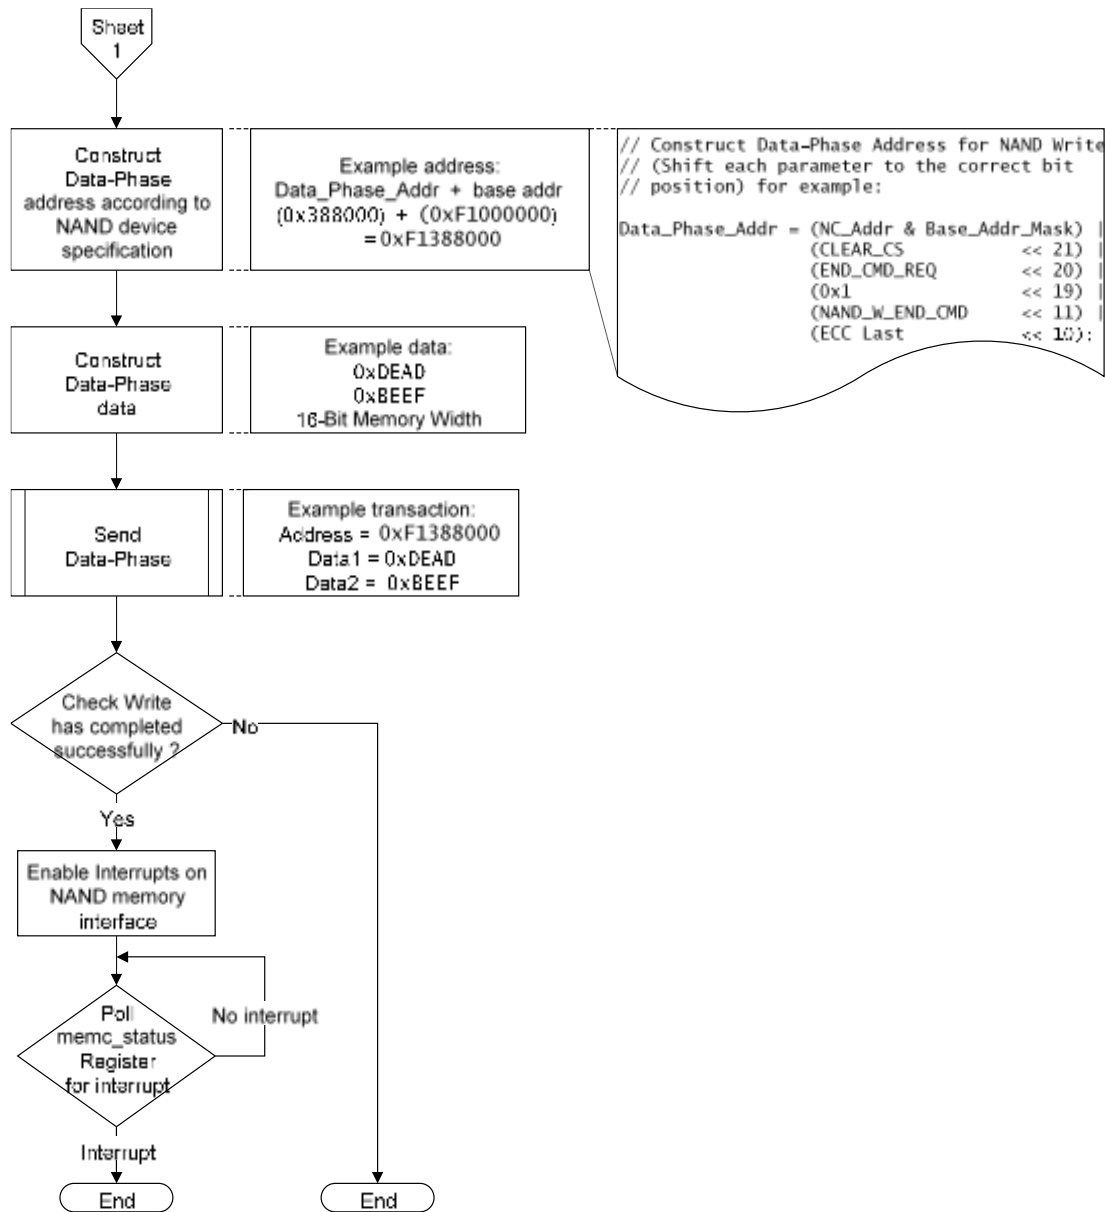 Sheet
1
Construct
Data-Phase
address according to
NAND device
specification
Example address:
Data_Phase_Addr + base addr
(0x388000) + (0xF1000000)
= 0xF1388000
// Construct Data-Phase Address for NAND Write
// (Shift each parameter to the correct bit
// position) for example:
Data_Phase_Addr = (NC_Addr & Base_Addr_Mask) |
(CLEAR_CS << 21) |
(END_CMD_REQ << 20) |
(0x1 << 19) |
(NAND_W_END_CMD << 11) |
(ECC Last << 10);
Construct
Data-Phase
data
Example data:
0xDEAD
0xBEEF
16-Bit Memory Width
Send
Data-Phase
Example transaction:
Address = 0xF1388000
Data1 = 0xDEAD
Data2 = 0xBEEF
Check Write
has completed
successfully ?
No
Yes
Enable Interrupts on
NAND memory
interface
Poll
memc_status
Register
for interrupt
No interrupt
Interrupt
End
End